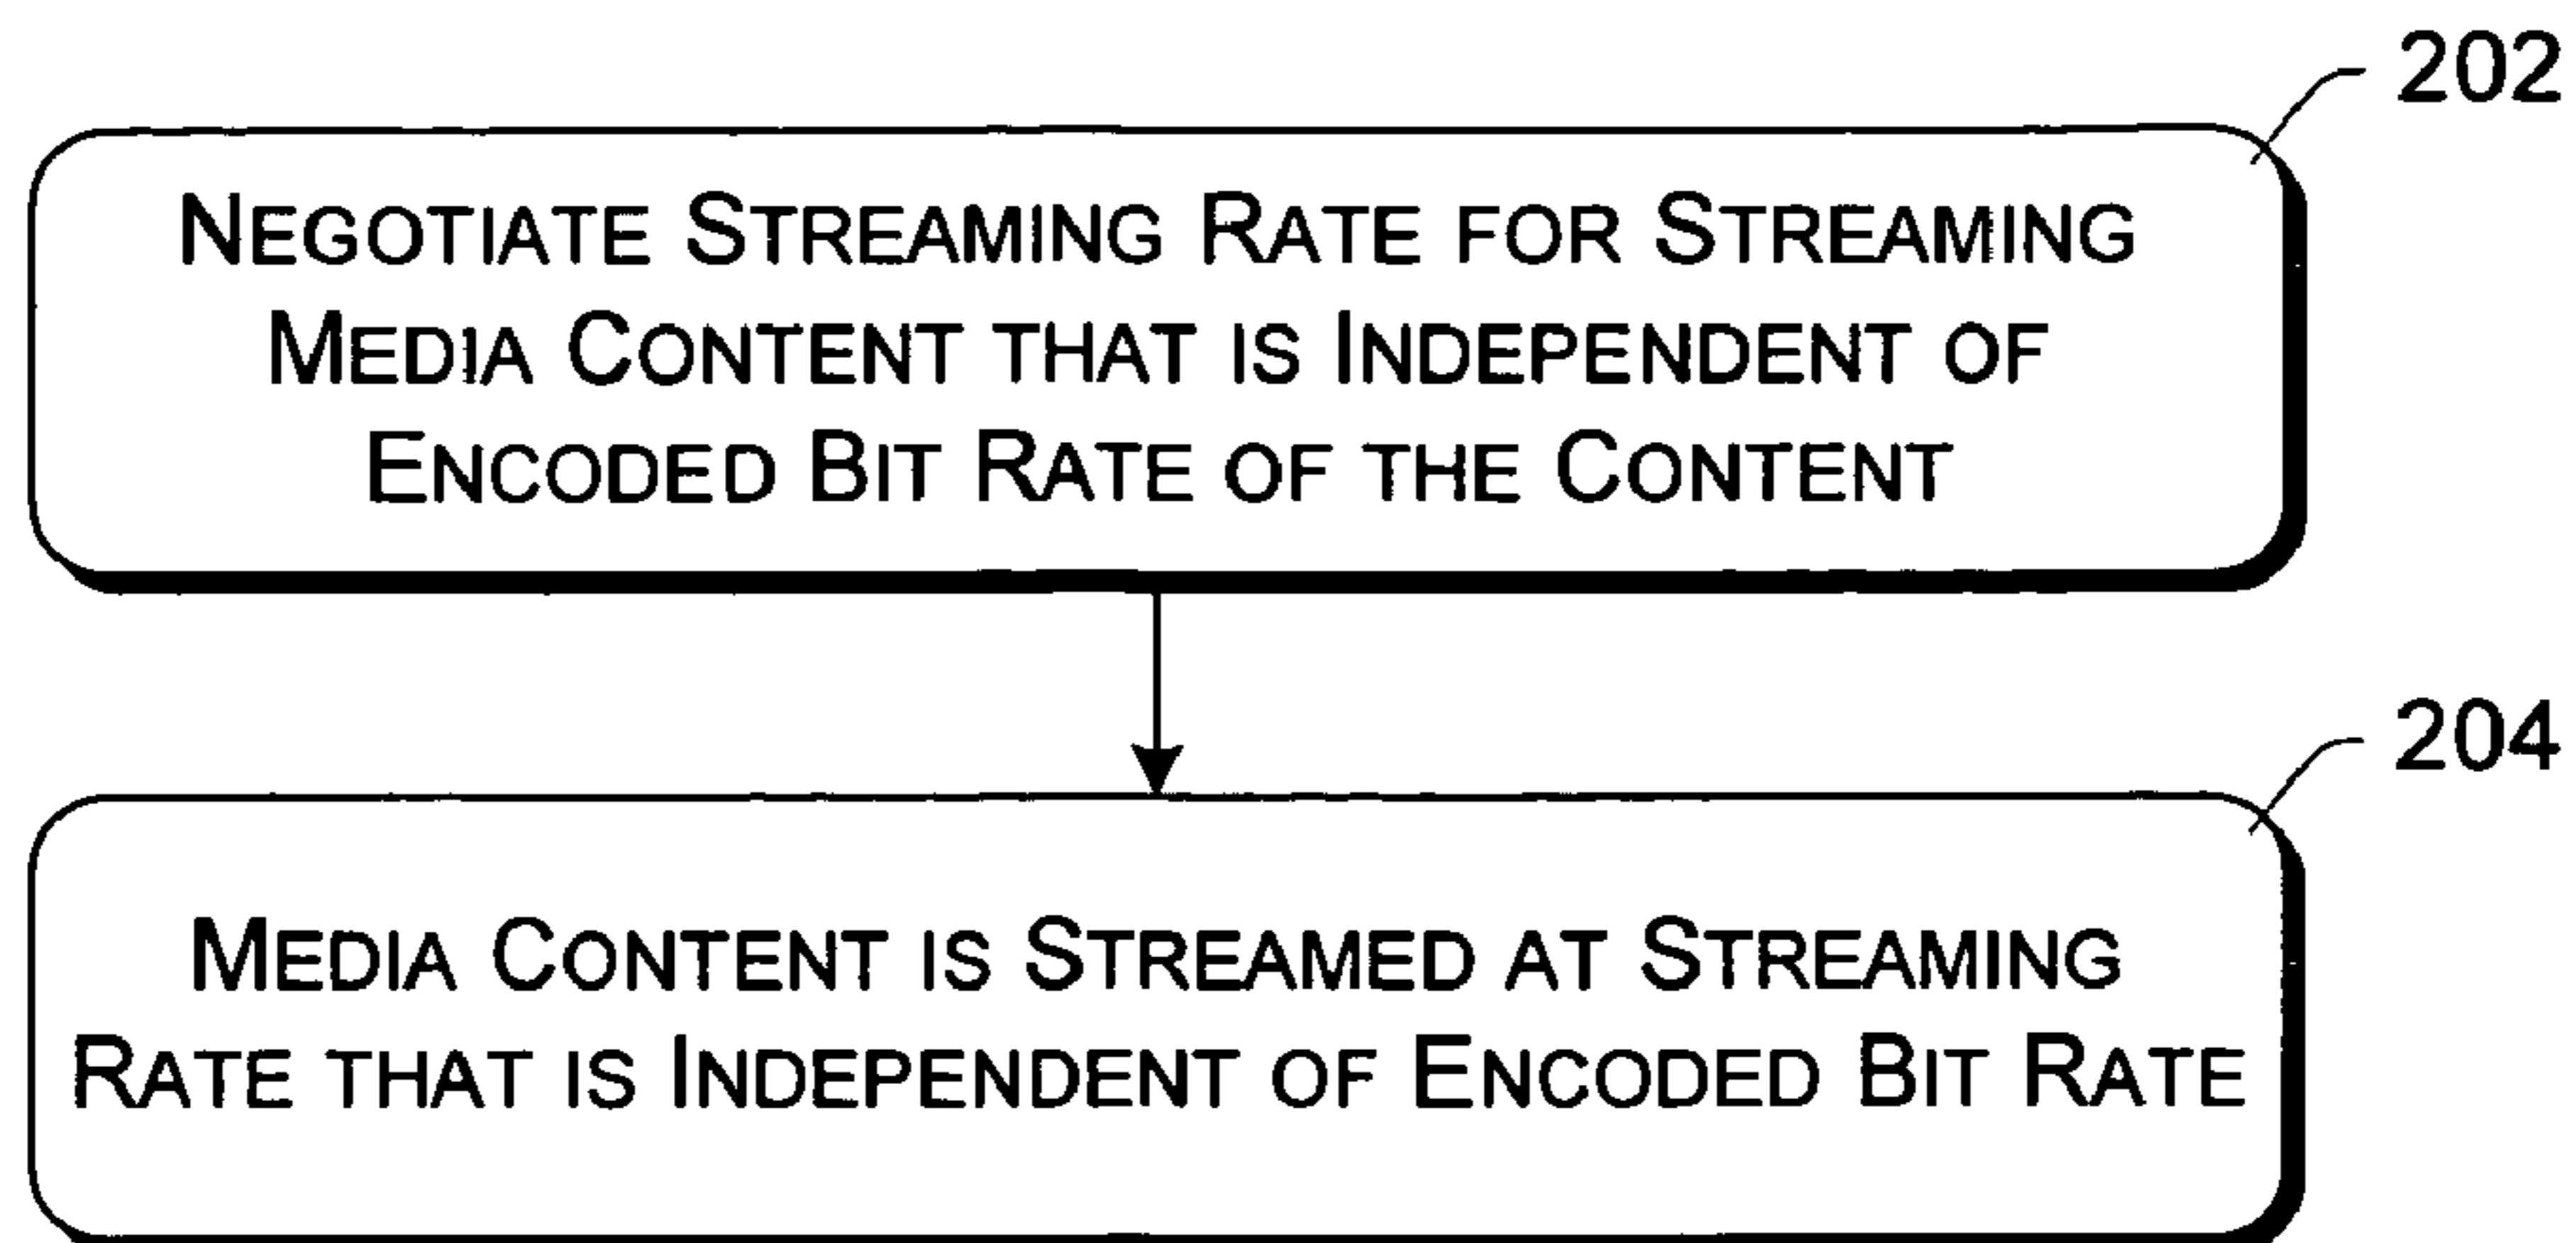 202
NEGOTIATE STREAMING RATE FOR STREAMING
MEDIA CONTENT THAT IS INDEPENDENT OF
ENCODED BIT RATE OF THE CONTENT
204
MEDIA CONTENT IS STREAMED AT STREAMING
RATE THAT IS INDEPENDENT OF ENCODED BIT RATE